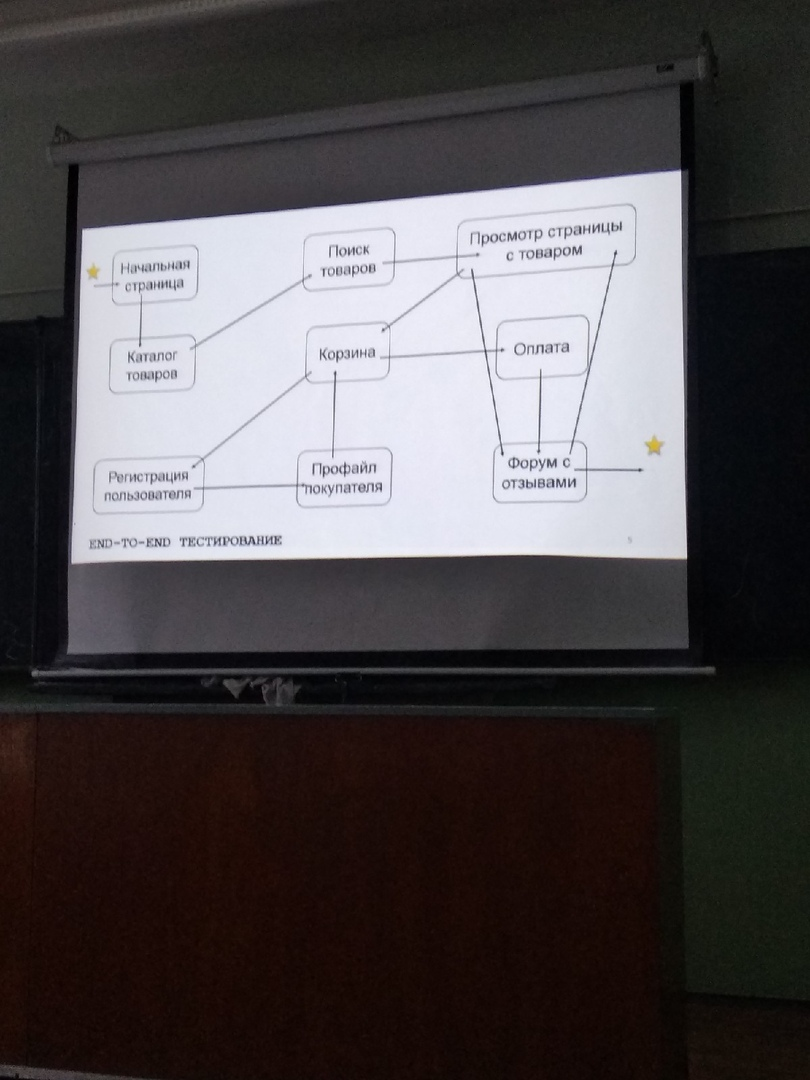 Начальная
страница
Поиск
товаров
Просмотр страницы
с товаром
Каталог
товаров
Корзина
Оплата
Регистрация
пользователя
Профайл
покупателя
Форум с
отзывами
END-TO-END ТЕСТИРОВАНИЕ
5